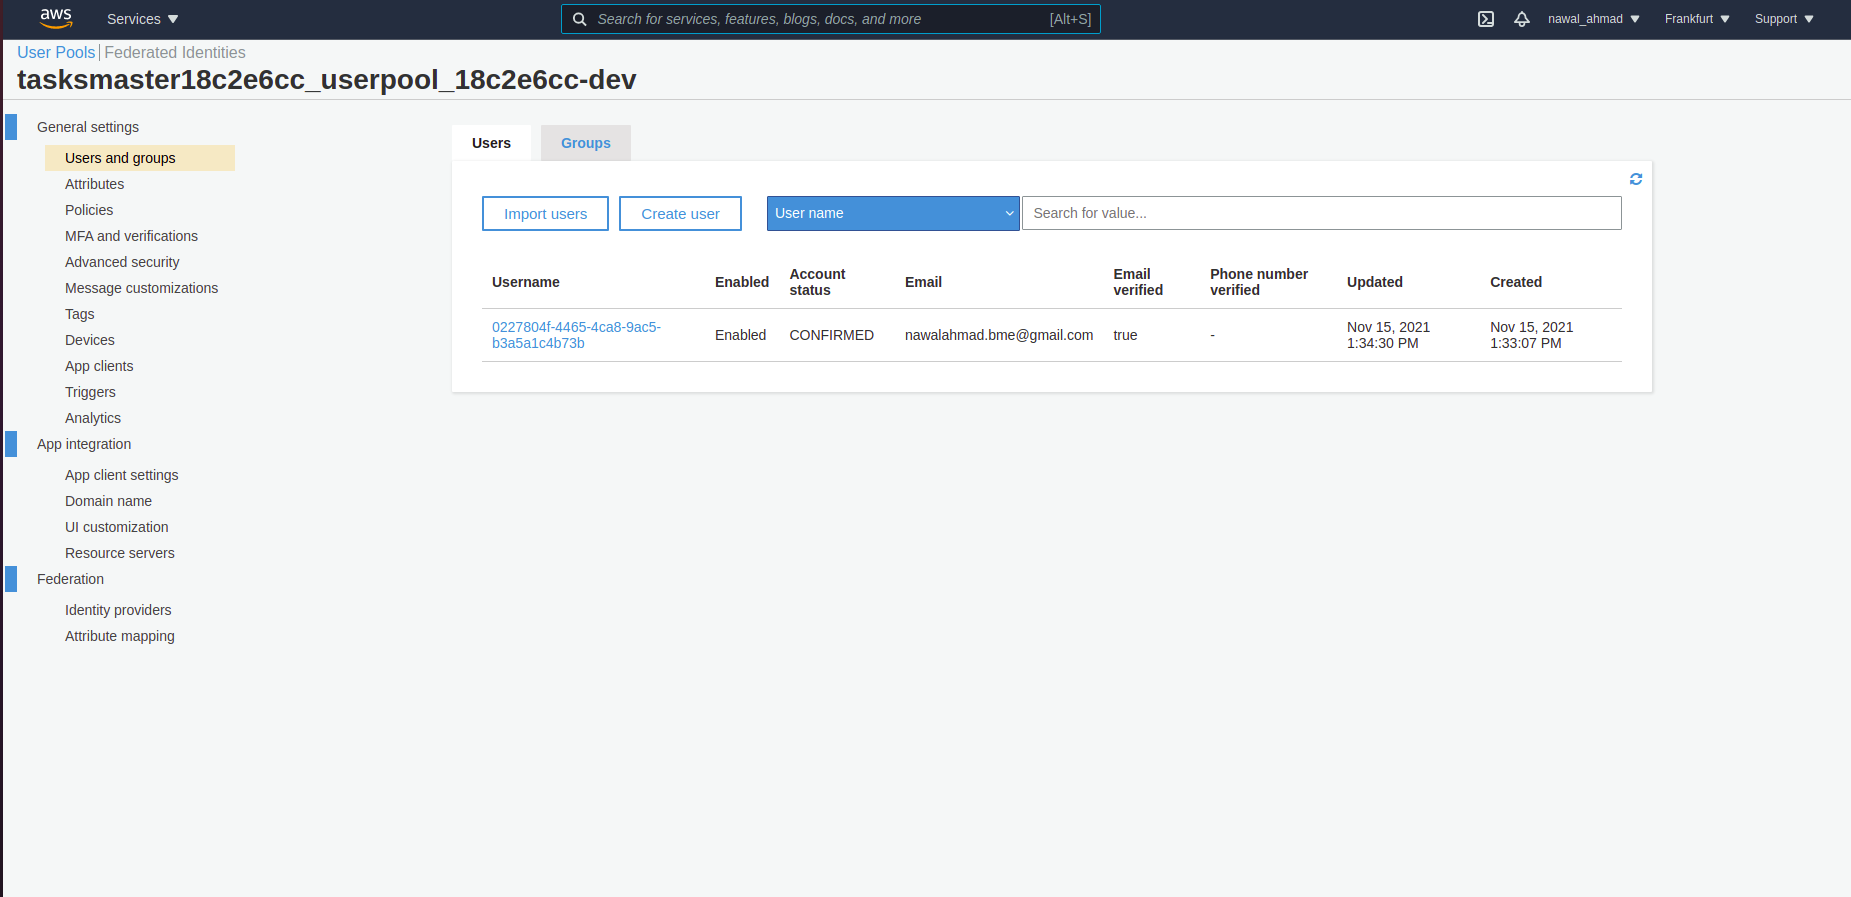 aws
Services
Search for services, features, blogs, docs, and more
[Alt+S]
nawal_ahmad
Frankfurt
Support
User Pools
Federated Identities
tasksmaster18c2e6cc_userpool_18c2e6cc-dev
General settings
Users and groups
Attributes
Policies
MFA and verifications
Advanced security
Message customizations
Tags
Devices
App clients
Triggers
Analytics
App integration
App client settings
Domain name
UI customization
Resource servers
Federation
Identity providers
Attribute mapping
Users
Groups
Import users
Create user
User name
Search for value...
Username
Enabled
Account
status
Email
Email
verified
Phone number
verified
Updated
Created
0227804f-4465-4ca8-9ac5-
b3a5a1c4b73b
Enabled
CONFIRMED
nawalahmad.bme@gmail.com
true
-
Nov 15, 2021
1:34:30 PM
Nov 15, 2021
1:33:07 PM